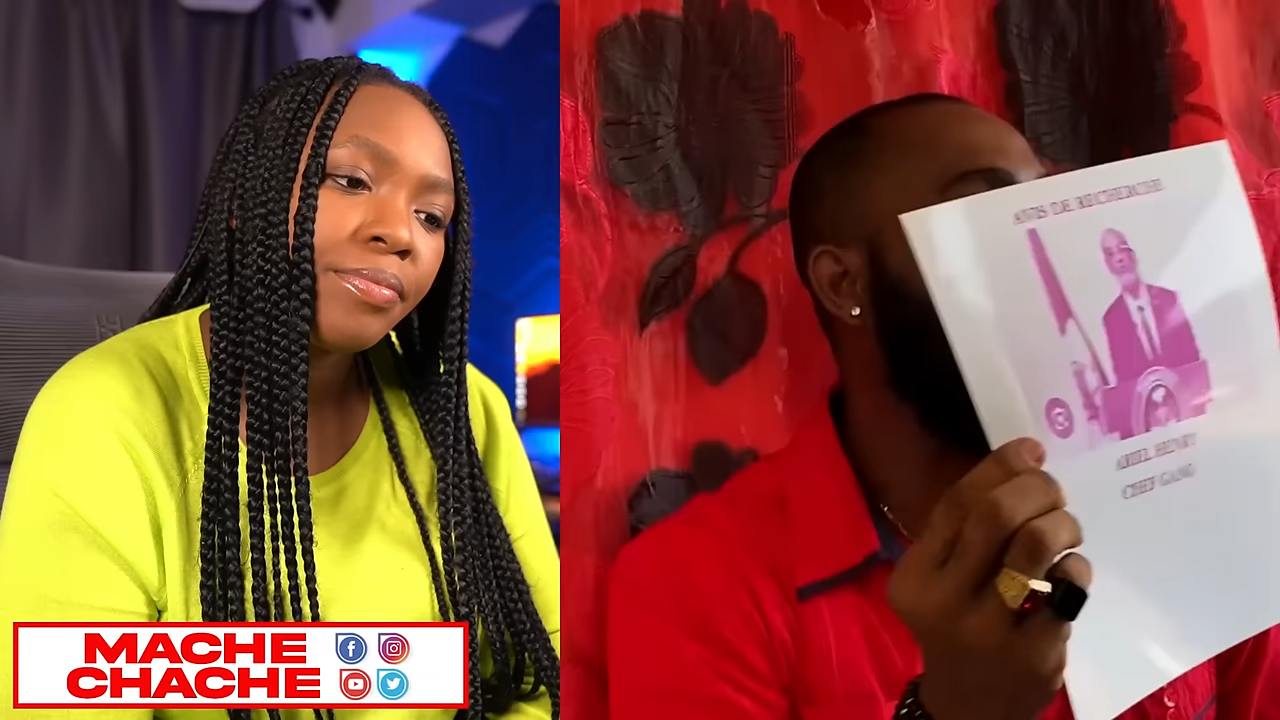 MACHE
CHACHE
AVIS DE RECHERCHE
ARIEL HENRY
CHEF GANG